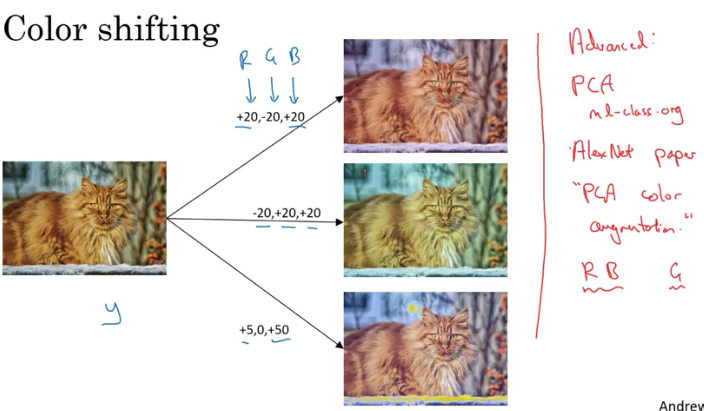 Color shifting
R G B
+20,-20,+20
-20,+20,+20
+5,0,+50
y
Advanced:
PCA
ml-class.org
AlexNet paper
"PCA color
augmentation."
R B G
Andrew